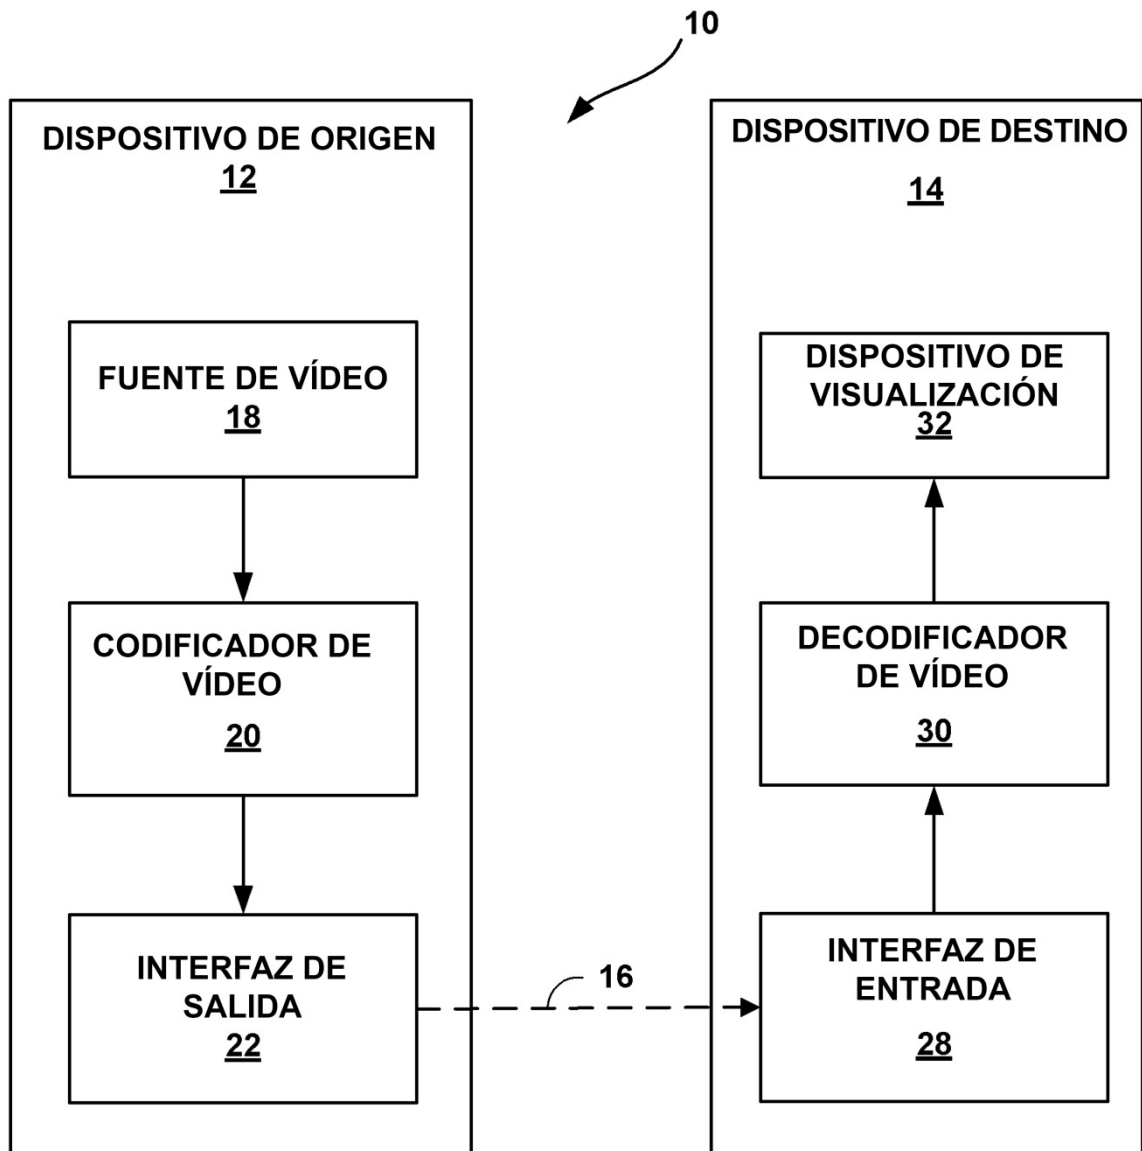 10
DISPOSITIVO DE ORIGEN
12
FUENTE DE VÍDEO
18
CODIFICADOR DE
VÍDEO
20
INTERFAZ DE
SALIDA
22
16
DISPOSITIVO DE DESTINO
14
DISPOSITIVO DE
VISUALIZACIÓN
32
DECODIFICADOR
DE VÍDEO
30
INTERFAZ DE
ENTRADA
28